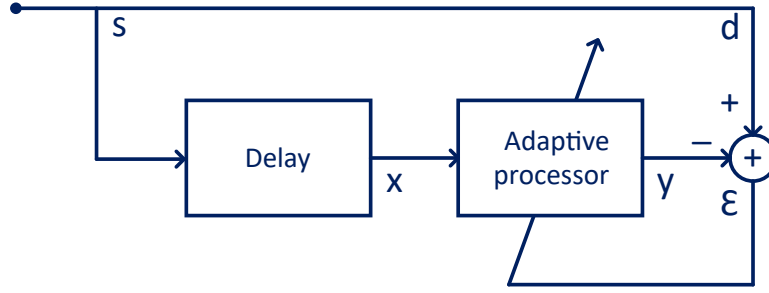 s
d
+
Delay
Adaptive
processor
x
y
−
+
ε